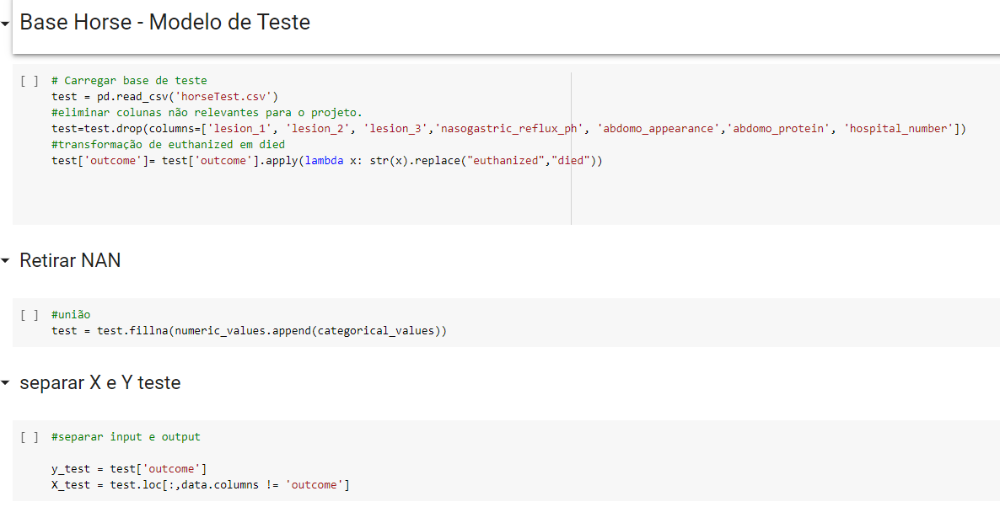 Base Horse - Modelo de Teste
[ ] # Carregar base de teste
test = pd.read_csv('horseTest.csv')
#eliminar colunas não relevantes para o projeto.
test=test.drop(columns=['lesion_1', 'lesion_2', 'lesion_3','nasogastric_reflux_ph', 'abdomo_appearance','abdomo_protein', 'hospital_number'])
#transformação de euthanized em died
test['outcome']= test['outcome'].apply(lambda x: str(x).replace("euthanized","died"))
Retirar NAN
[ ] #união
test = test.fillna(numeric_values.append(categorical_values))
separar X e Y teste
[ ] #separar input e output
y_test = test['outcome']
X_test = test.loc[:,data.columns != 'outcome']